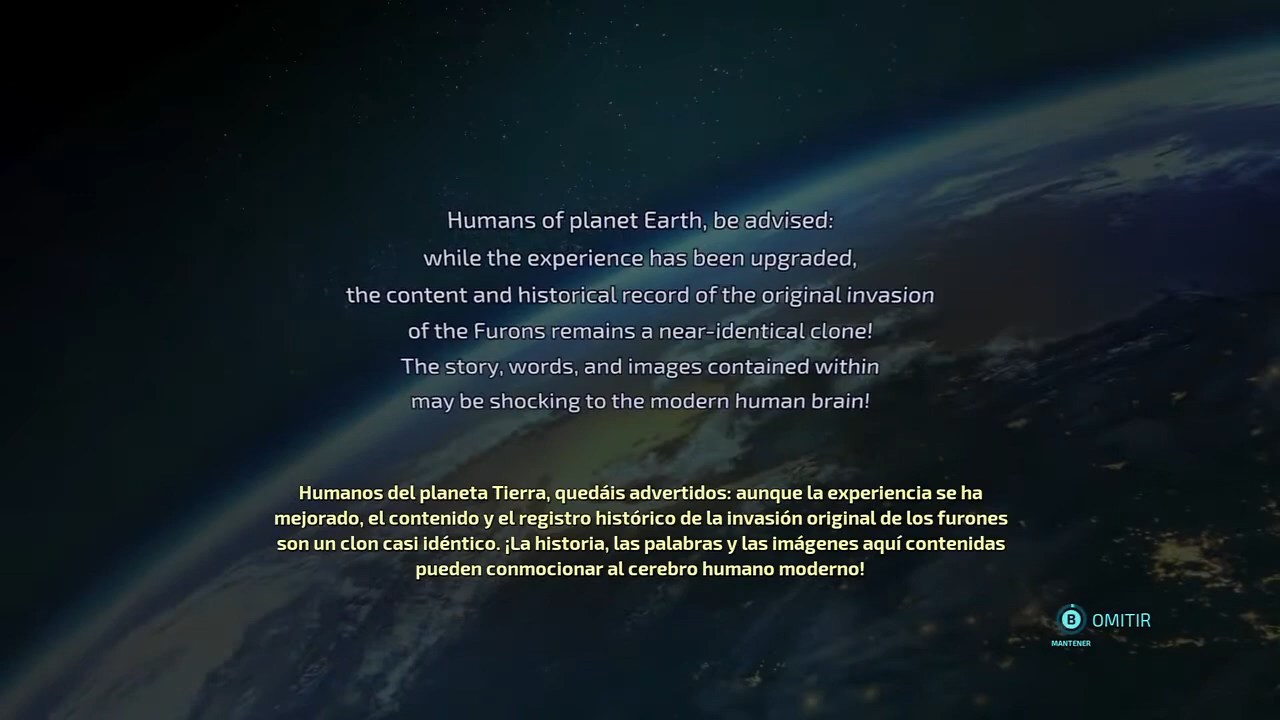 Humans of planet Earth, be advised:
while the experience has been upgraded,
the content and historical record of the original invasion
of the Furons remains a near-identical clone!
The story, words, and images contained within
may be shocking to the modern human brain!
Humanos del planeta Tierra, quedáis advertidos: aunque la experiencia se ha
mejorado, el contenido y el registro histórico de la invasión original de los furones
son un clon casi idéntico. ¡La historia, las palabras y las imágenes aquí contenidas
pueden conmocionar al cerebro humano moderno!
B OMITIR
MANTENER